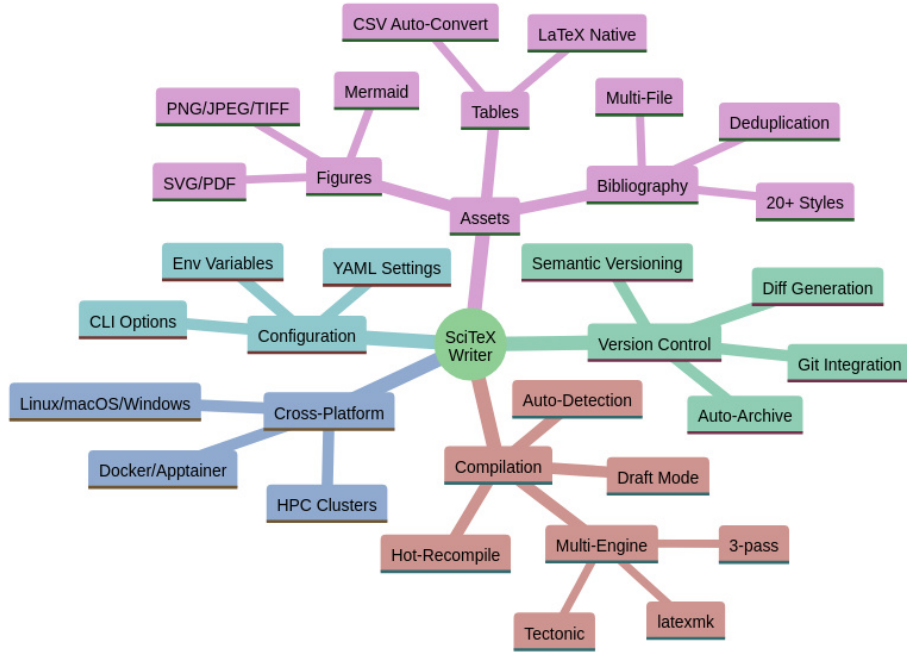 CSV Auto-Convert
LaTeX Native
Mermaid
Multi-File
PNG/JPEG/TIFF
Tables
Deduplication
SVG/PDF
Figures
Bibliography
20+ Styles
Assets
Env Variables
YAML Settings
Semantic Versioning
Diff Generation
CLI Options
Configuration
SciTeX
Writer
Version Control
Git Integration
Linux/macOS/Windows
Cross-Platform
Auto-Detection
Auto-Archive
Docker/Apptainer
Compilation
Draft Mode
HPC Clusters
Hot-Recompile
Multi-Engine
3-pass
Tectonic
latexmk